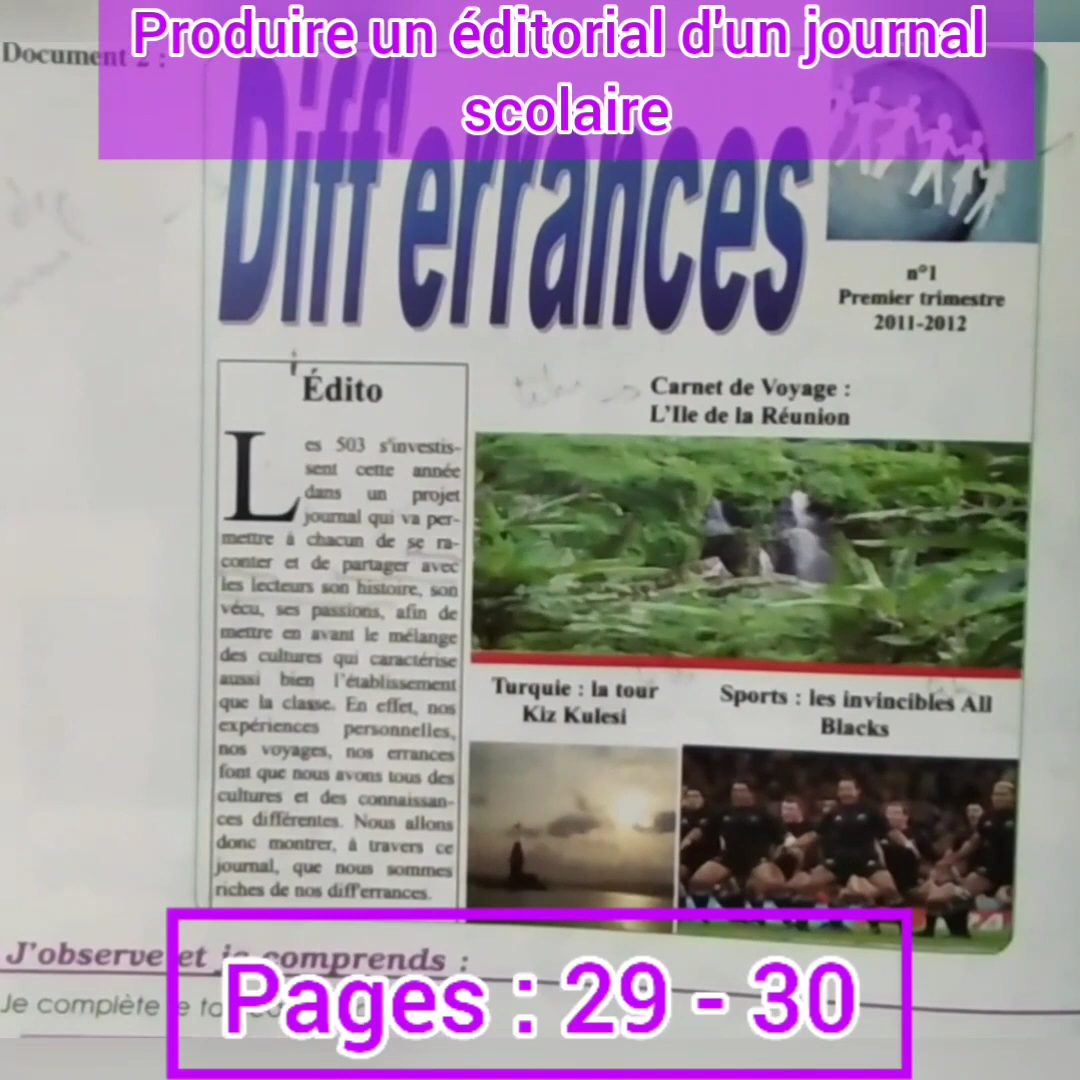 Produire un éditorial d'un journal
scolaire
Document 2 :
Diff'errances
n°1
Premier trimestre
2011-2012
Édito
Les 503 s'investis-
sent cette année
dans un projet
journal qui va per-
mettre à chacun de se ra-
conter et de partager avec
les lecteurs son histoire, son
vécu, ses passions, afin de
mettre en avant le mélange
des cultures qui caractérise
aussi bien l'établissement
que la classe. En effet, nos
expériences personnelles,
nos voyages, nos errances
font que nous avons tous des
cultures et des connaissan-
ces différentes. Nous allons
donc montrer, à travers ce
journal, que nous sommes
riches de nos diff'errances.
Carnet de Voyage :
L'Ile de la Réunion
Turquie : la tour
Kiz Kulesi
Sports : les invincibles All
Blacks
J'observe et je comprends :
Je complète le
Pages : 29 - 30